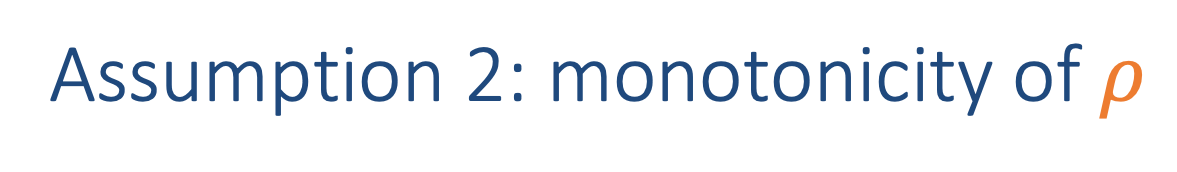 Assumption 2: monotonicity of ρ